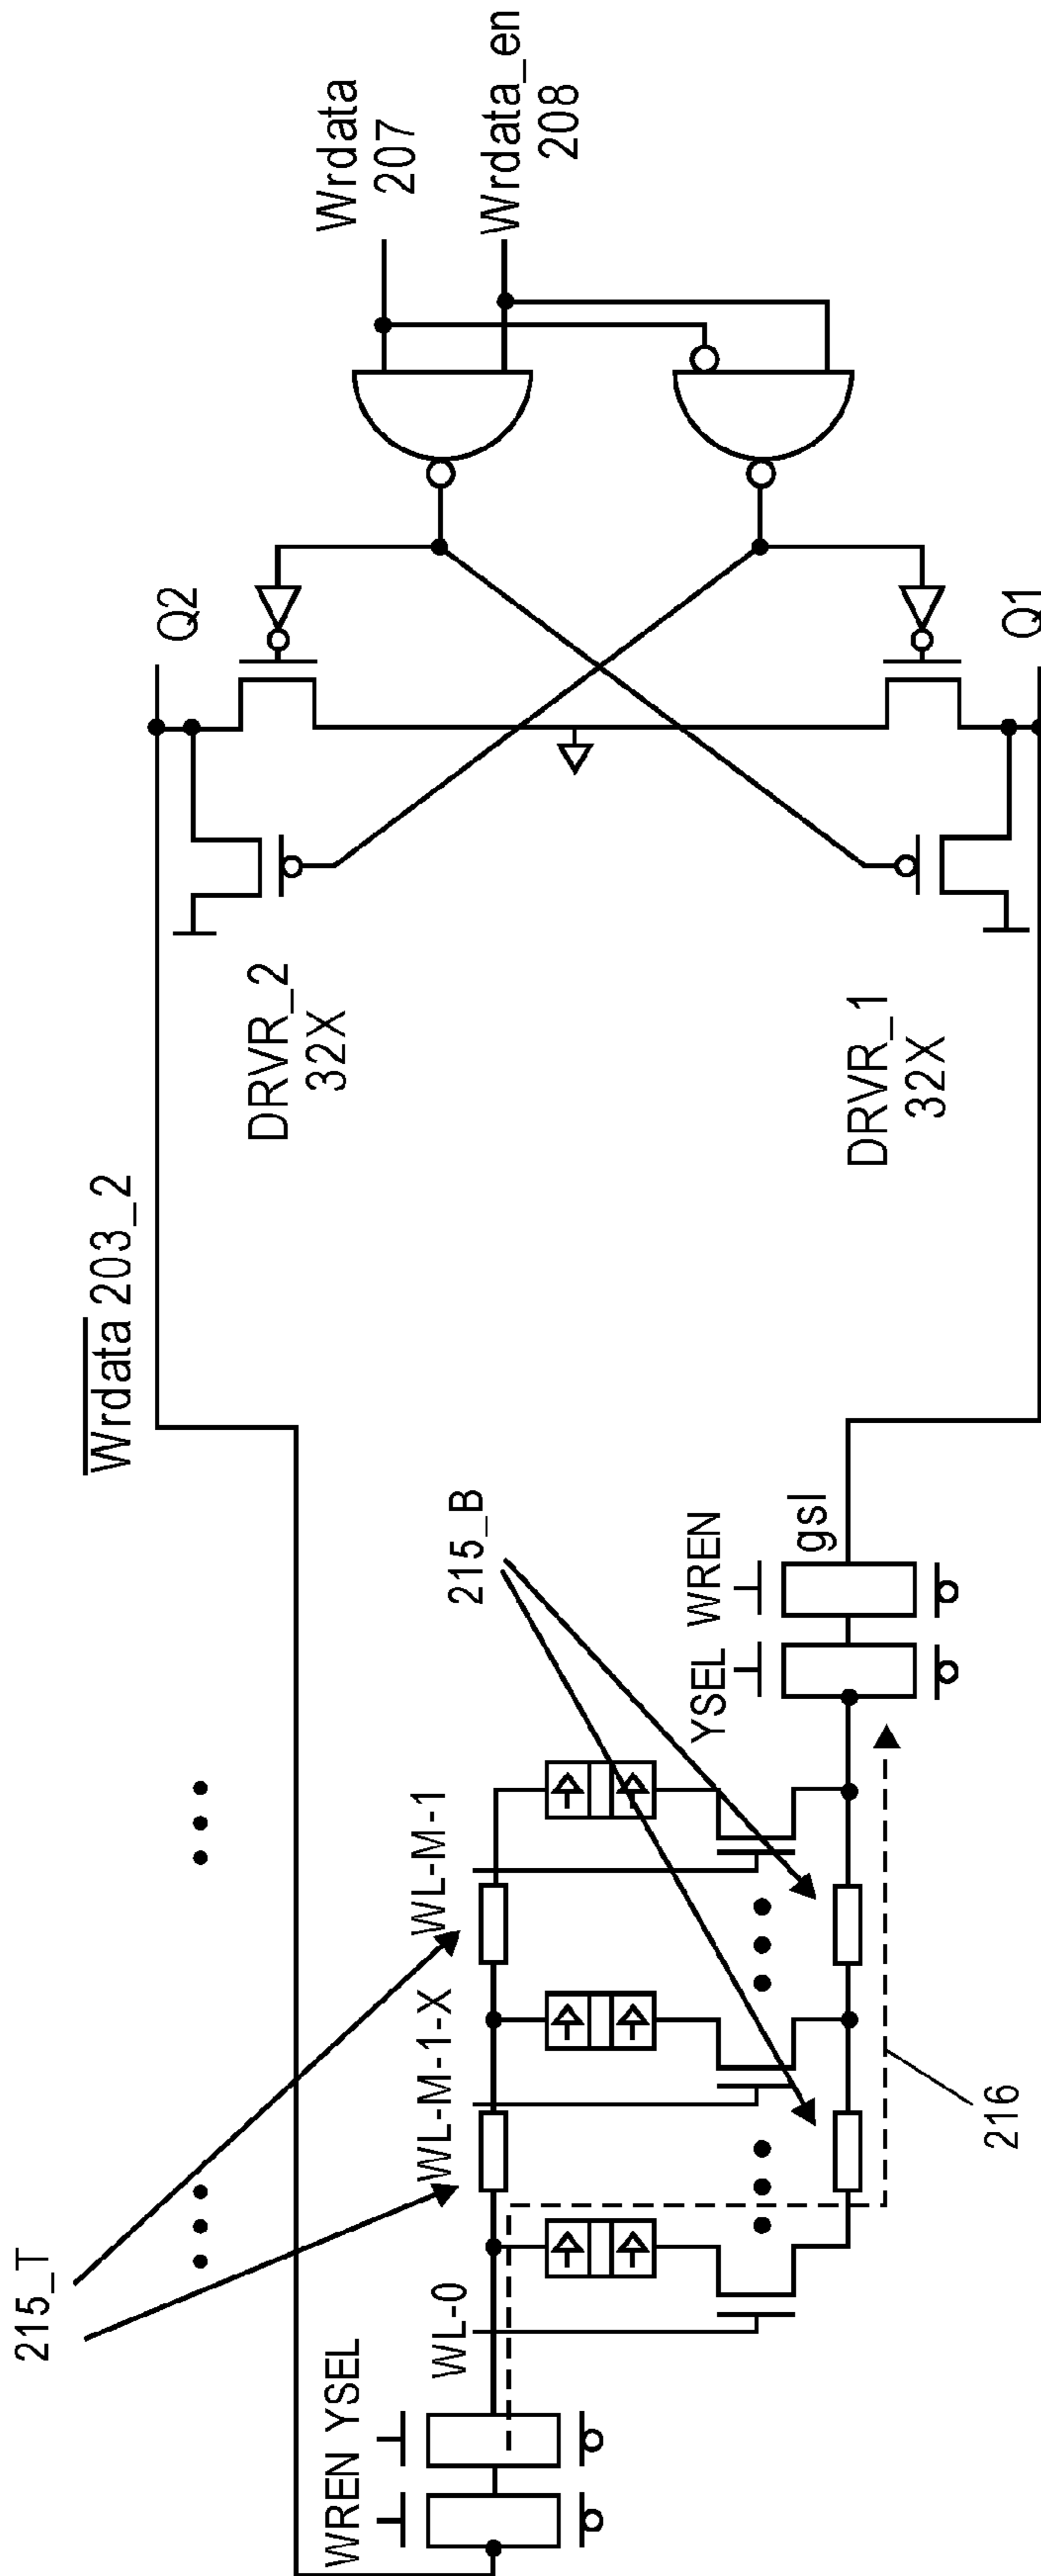 Wrdata
207
Wrdata_en
208
Q2
Q1
DRVR_2
32X
DRVR_1
32X
Wrdata 203_2
215_B
gsl
YSEL WREN
WL-M-1
WL-M-1-X
215_T
216
WL-0
WREN YSEL